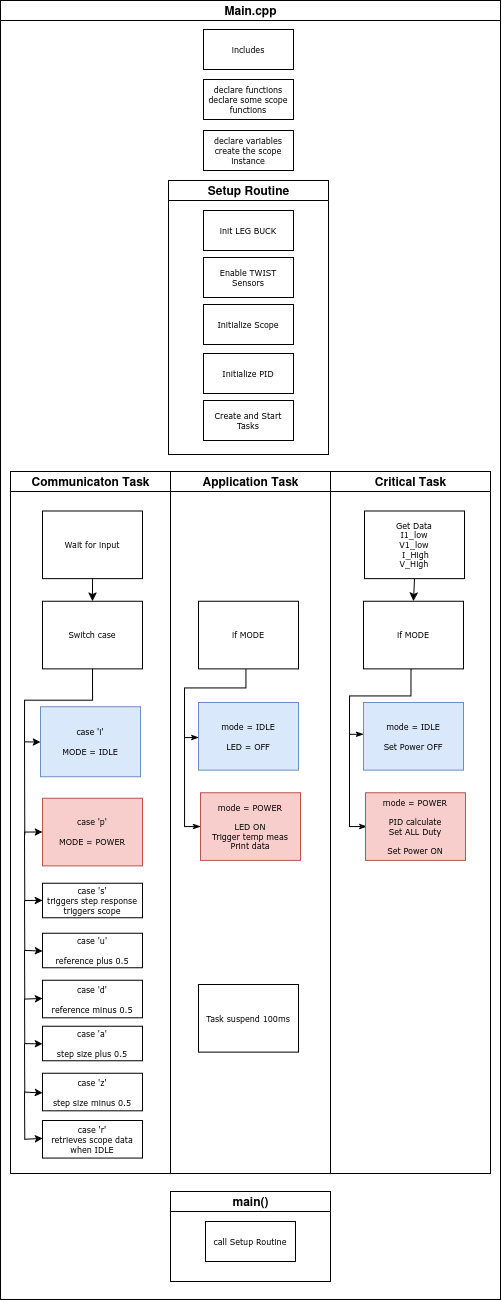 Main.cpp
includes
declare functions
declare some scope
functions
declare variables
create the scope
instance
Setup Routine
init LEG BUCK
Enable TWIST
Sensors
Initialize Scope
Initialize PID
Create and Start
Tasks
Communicaton Task
Wait for input
Switch case
case 'i'
MODE = IDLE
case 'p'
MODE = POWER
case 's'
triggers step response
triggers scope
case 'u'
reference plus 0.5
case 'd'
reference minus 0.5
case 'a'
step size plus 0.5
case 'z'
step size minus 0.5
case 'r'
retrieves scope data
when IDLE
Application Task
if MODE
mode = IDLE
LED = OFF
mode = POWER
LED ON
Trigger temp meas
Print data
Task suspend 100ms
Critical Task
Get Data
I1_low
V1_low
I_High
V_High
if MODE
mode = IDLE
Set Power OFF
mode = POWER
PID calculate
Set ALL Duty
Set Power ON
main()
call Setup Routine